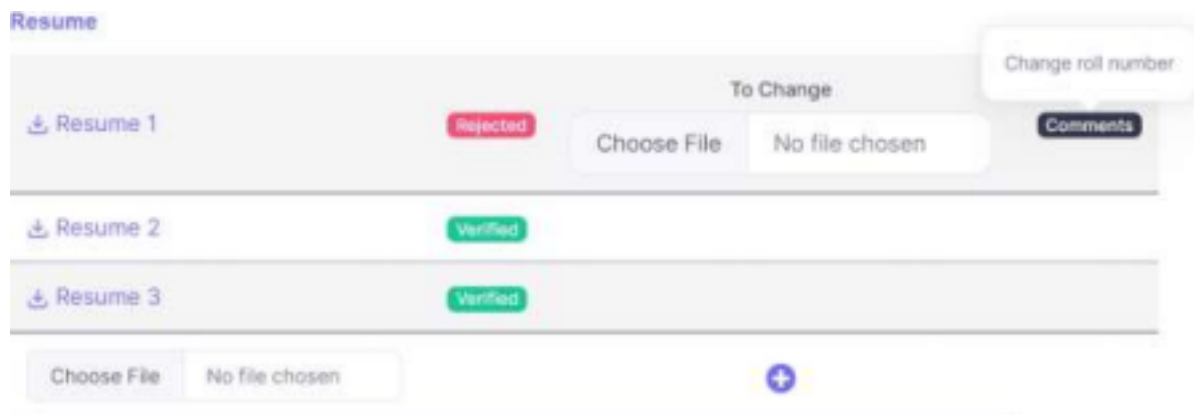 Resume
Change roll number
To Change
Resume 1 Rejected Choose File No file chosen Comments
Resume 2 Verified
Resume 3 Verified
Choose File No file chosen